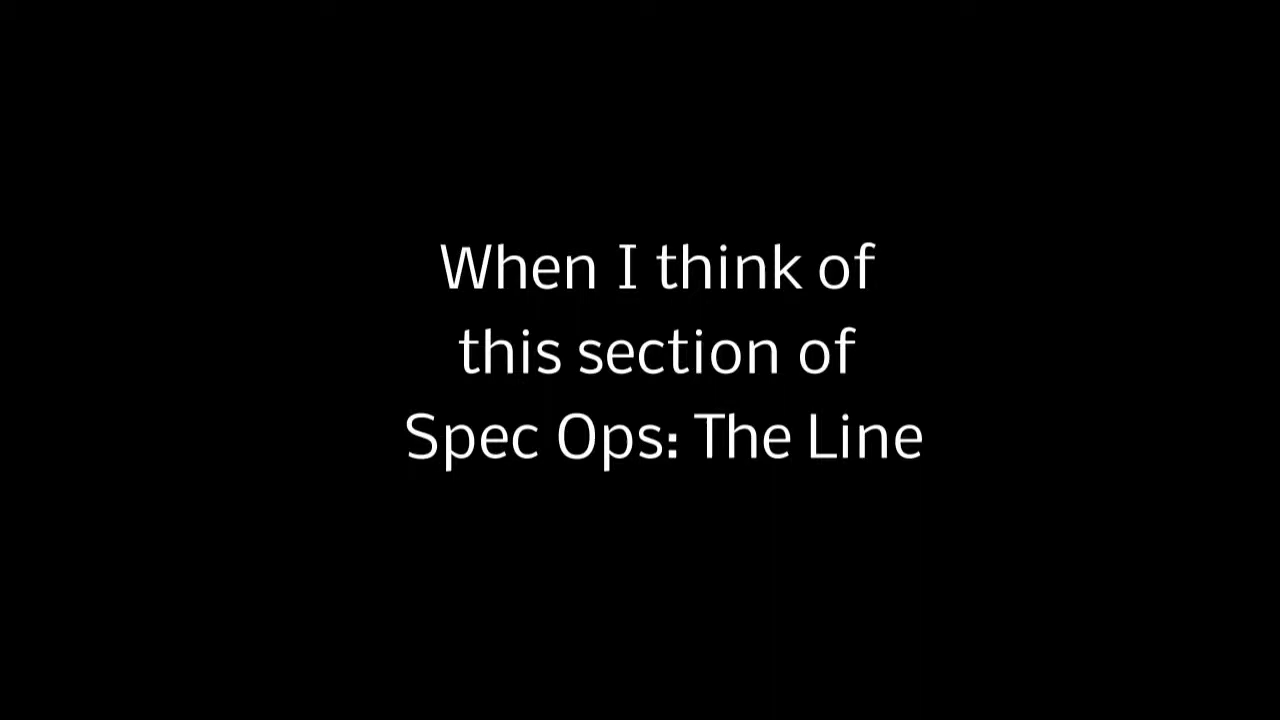 When I think of
this section of
Spec Ops: The Line